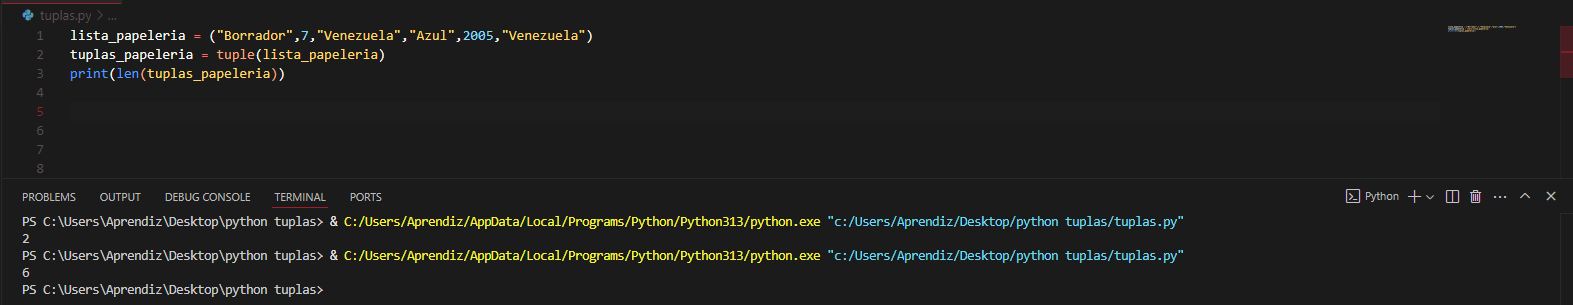 tuplas.py > ...
1 lista_papeleria = ("Borrador",7,"Venezuela","Azul",2005,"Venezuela")
2 tuplas_papeleria = tuple(lista_papeleria)
3 print(len(tuplas_papeleria))
4
5
6
7
8
PROBLEMS OUTPUT DEBUG CONSOLE TERMINAL PORTS Python
PS C:\Users\Aprendiz\Desktop\python tuplas> & C:/Users/Aprendiz/AppData/Local/Programs/Python/Python313/python.exe "c:/Users/Aprendiz/Desktop/python tuplas/tuplas.py"
2
PS C:\Users\Aprendiz\Desktop\python tuplas> & C:/Users/Aprendiz/AppData/Local/Programs/Python/Python313/python.exe "c:/Users/Aprendiz/Desktop/python tuplas/tuplas.py"
6
PS C:\Users\Aprendiz\Desktop\python tuplas>